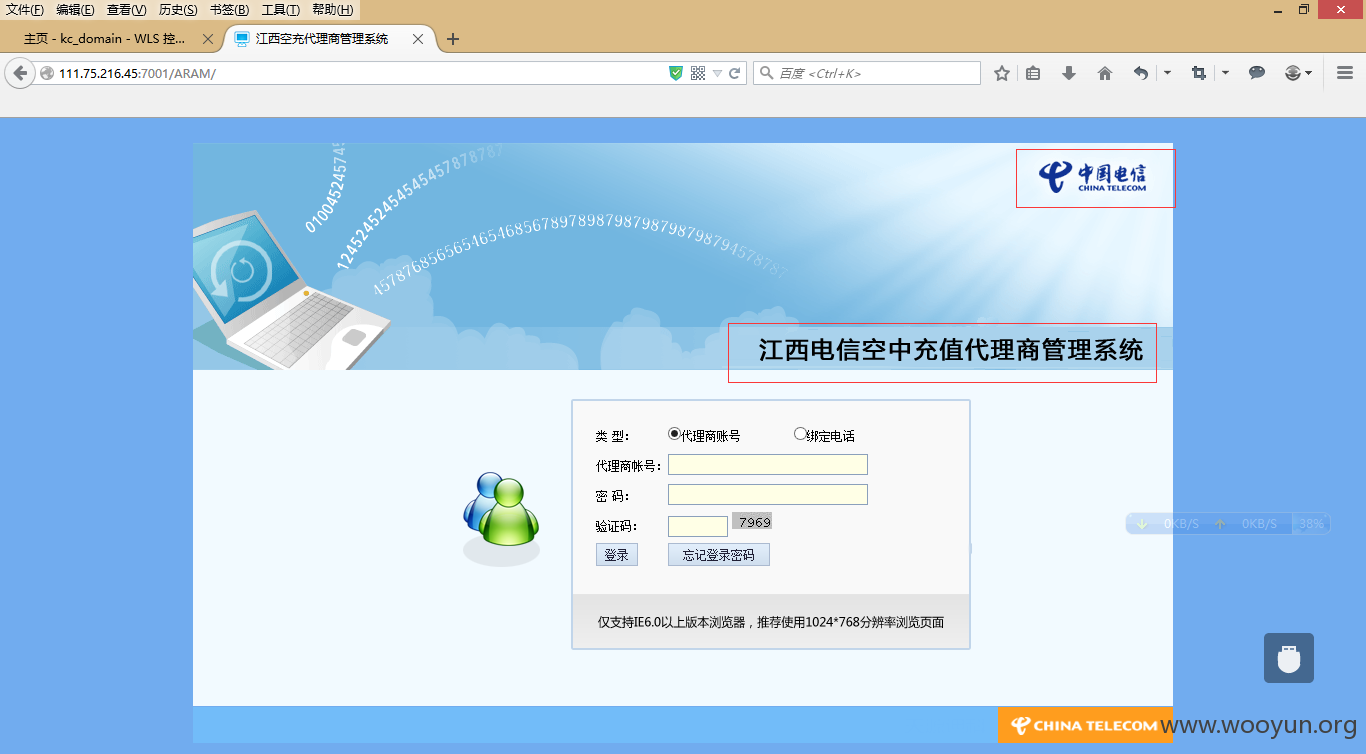 文件(F) 编辑(E) 查看(V) 历史(S) 书签(B) 工具(T) 帮助(H)
主页 - kc_domain - WLS 控... 江西空充代理商管理系统
111.75.216.45:7001/ARAM/ 百度 <Ctrl+K>
中国电信
CHINA TELECOM
江西电信空中充值代理商管理系统
类 型: 代理商账号 绑定电话
代理商帐号:
密 码:
验证码: 7969
登录 忘记登录密码
0KB/S 0KB/S 38%
仅支持IE6.0以上版本浏览器，推荐使用1024*768分辨率浏览页面
CHINA TELECOM
www.wooyun.org